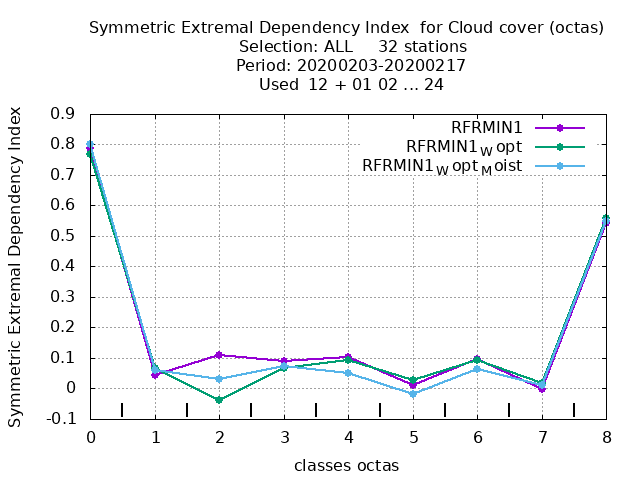 Symmetric Extremal Dependency Index for Cloud cover (octas)
Selection: ALL 32 stations
Period: 20200203-20200217
Used 12 + 01 02 ... 24
Symmetric Extremal Dependency Index
0.9
0.8
0.7
0.6
0.5
0.4
0.3
0.2
0.1
0
-0.1
RFRMIN1
RFRMIN1_Wopt
RFRMIN1_Wopt_Moist
0 1 2 3 4 5 6 7 8
classes octas